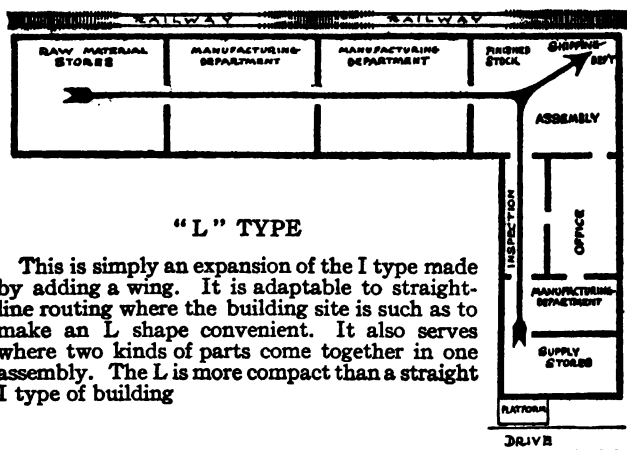 RAILWAY RAILWAY
RAW MATERIAL
STORES
MANUFACTURING
DEPARTMENT
MANUFACTURING
DEPARTMENT
FINISHED
STOCK
SHIPPING
DEP'T
ASSEMBLY
INSPECTION
OFFICE
MANUFACTURING
DEPARTMENT
SUPPLY
STORES
PLATFORM
DRIVE
"L" TYPE
This is simply an expansion of the I type made
by adding a wing. It is adaptable to straight-
line routing where the building site is such as to
make an L shape convenient. It also serves
where two kinds of parts come together in one
assembly. The L is more compact than a straight
I type of building